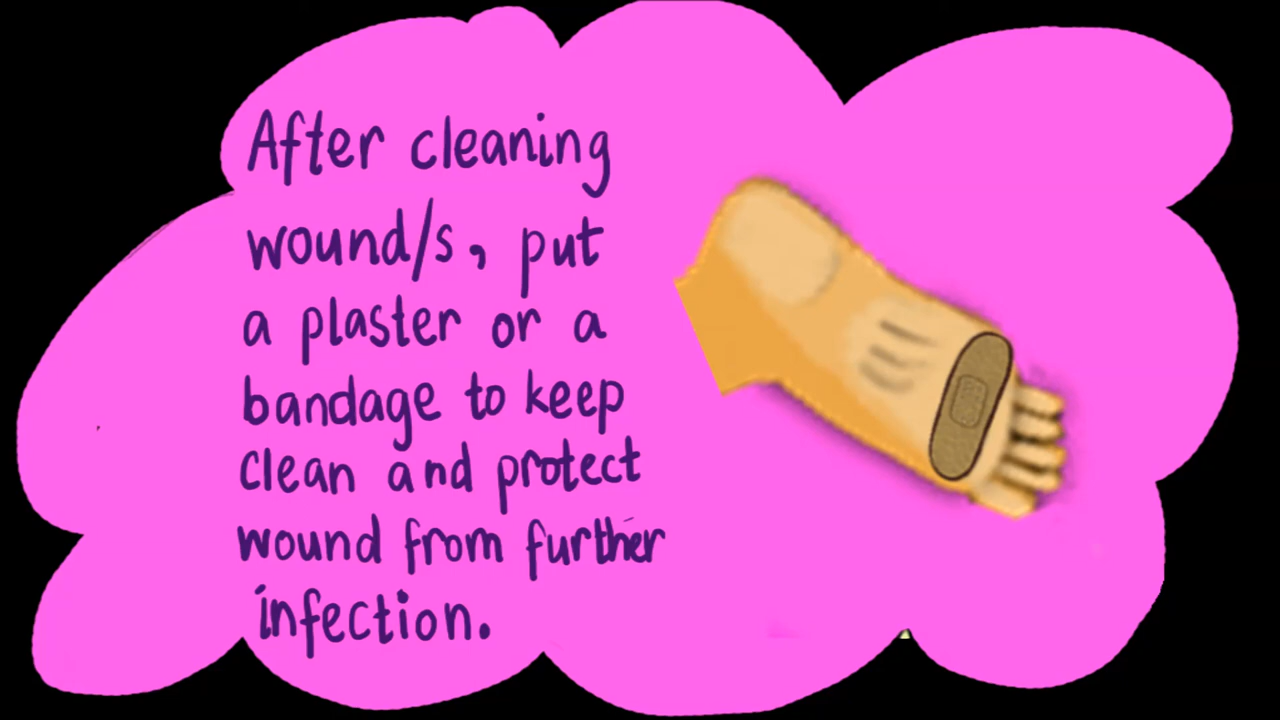 After cleaning
wound/s, put
a plaster or a
bandage to keep
clean and protect
wound from further
infection.